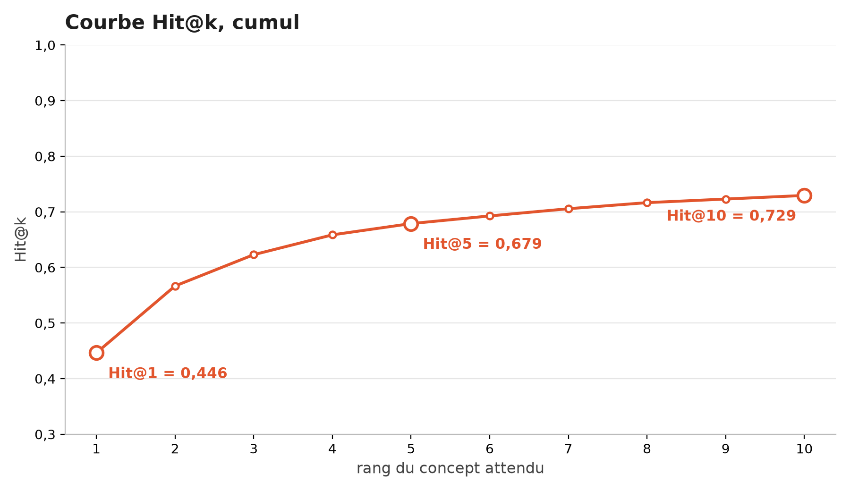 Courbe Hit@k, cumul
1,0
0,9
0,8
0,7
0,6
0,5
0,4
0,3
Hit@k
Hit@1 = 0,446
Hit@5 = 0,679
Hit@10 = 0,729
1 2 3 4 5 6 7 8 9 10
rang du concept attendu